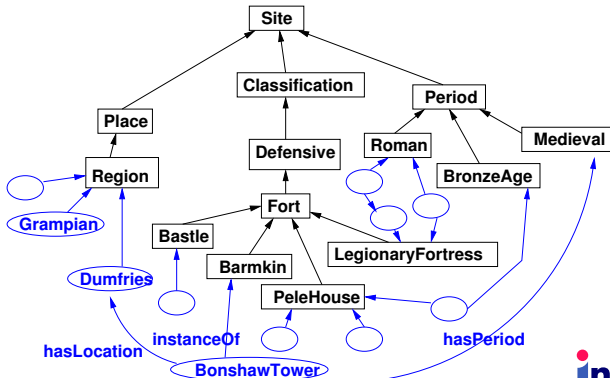 Site
Classification
Period
Place
Medieval
Defensive
Roman
Region
BronzeAge
Fort
Grampian
Bastle
LegionaryFortress
Barmkin
Dumfries
PeleHouse
instanceOf
hasPeriod
hasLocation
BonshawTower